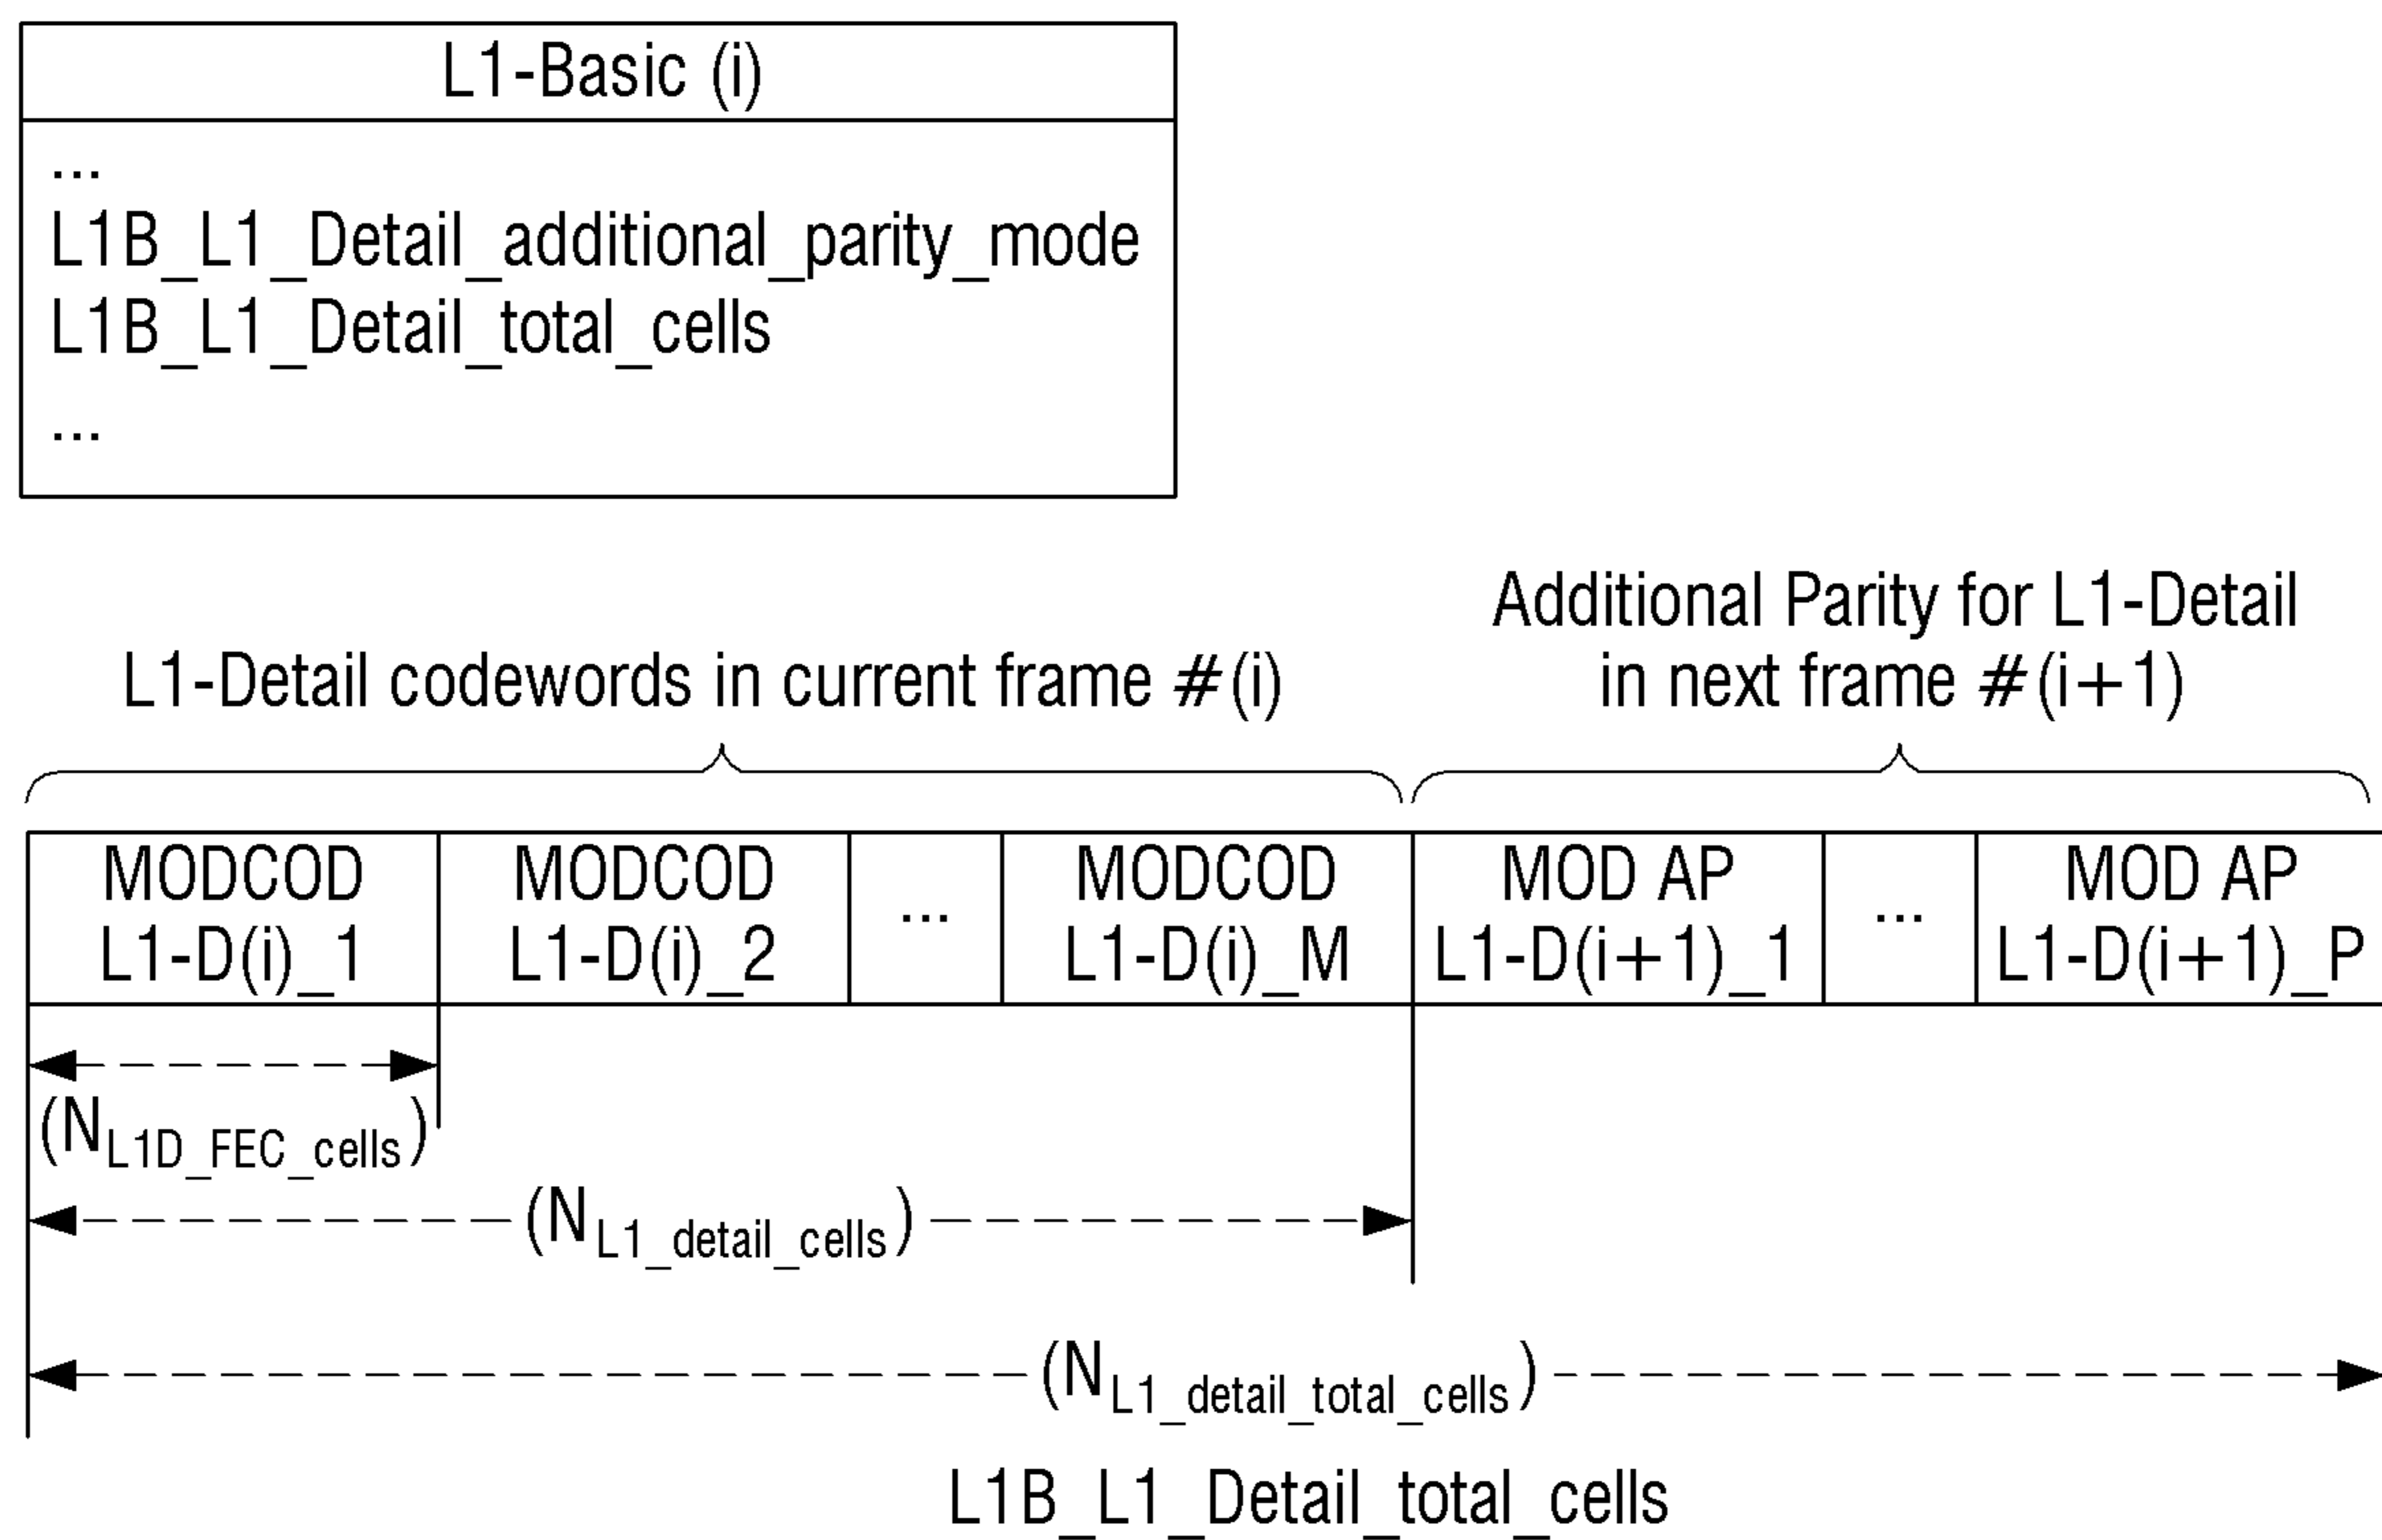 L1-Basic (i)
...
L1B_L1_Detail_additional_parity_mode
L1B_L1_Detail_total_cells
...
L1-Detail codewords in current frame #(i)
Additional Parity for L1-Detail
in next frame #(i+1)
MODCOD
L1-D(i)_1
MODCOD
L1-D(i)_2
...
MODCOD
L1-D(i)_M
MOD AP
L1-D(i+1)_1
...
MOD AP
L1-D(i+1)_P
(NL1D_FEC_cells)
(NL1_detail_cells)
(NL1_detail_total_cells)
L1B_L1_Detail_total_cells